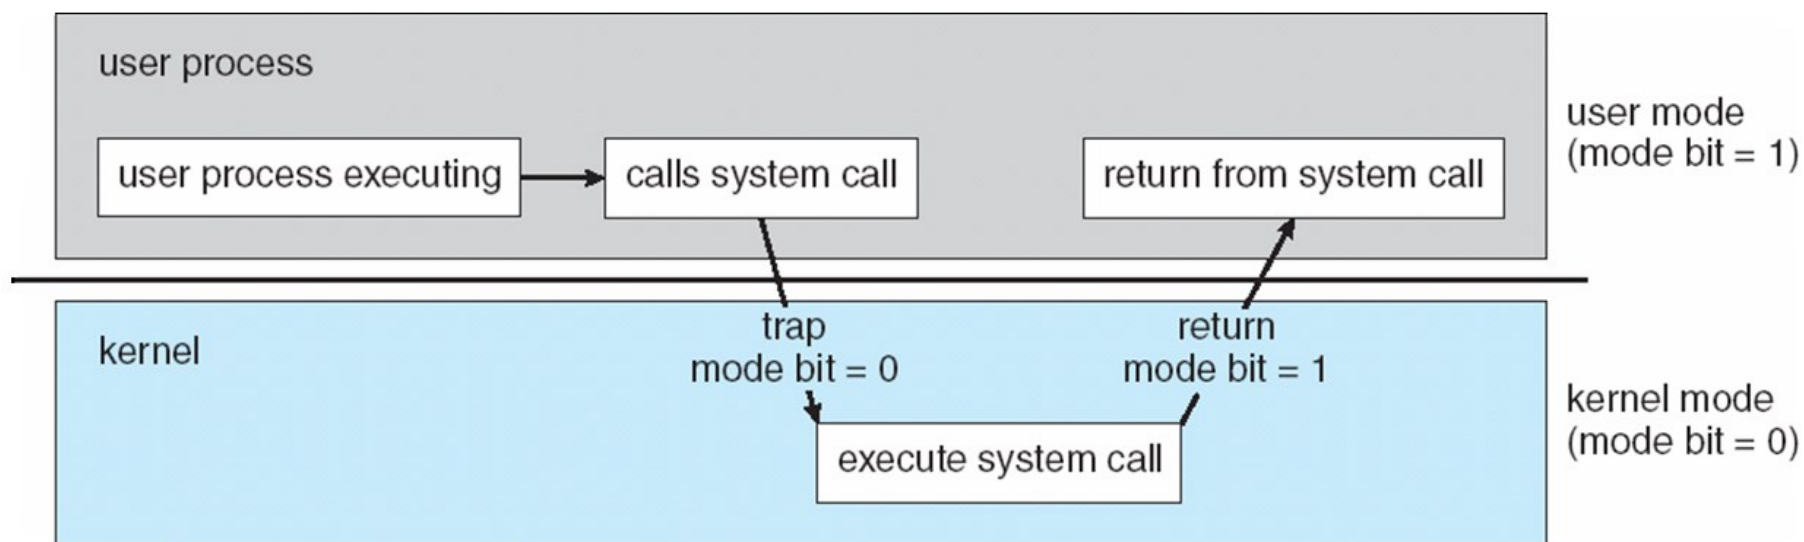 user process
user process executing
calls system call
return from system call
user mode
(mode bit = 1)
kernel
trap
mode bit = 0
return
mode bit = 1
execute system call
kernel mode
(mode bit = 0)